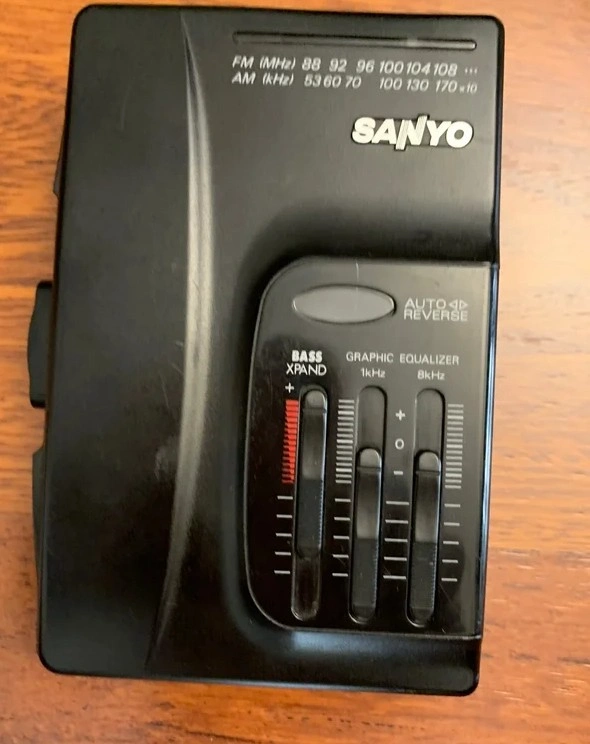 FM (MHz) 88 92 96 100 104 108 ...
AM (kHz) 53 60 70 100 130 170 ×10
SANYO
AUTO ◁▷
REVERSE
BASS
XPAND
GRAPHIC EQUALIZER
1kHz 8kHz
+
+
o
−